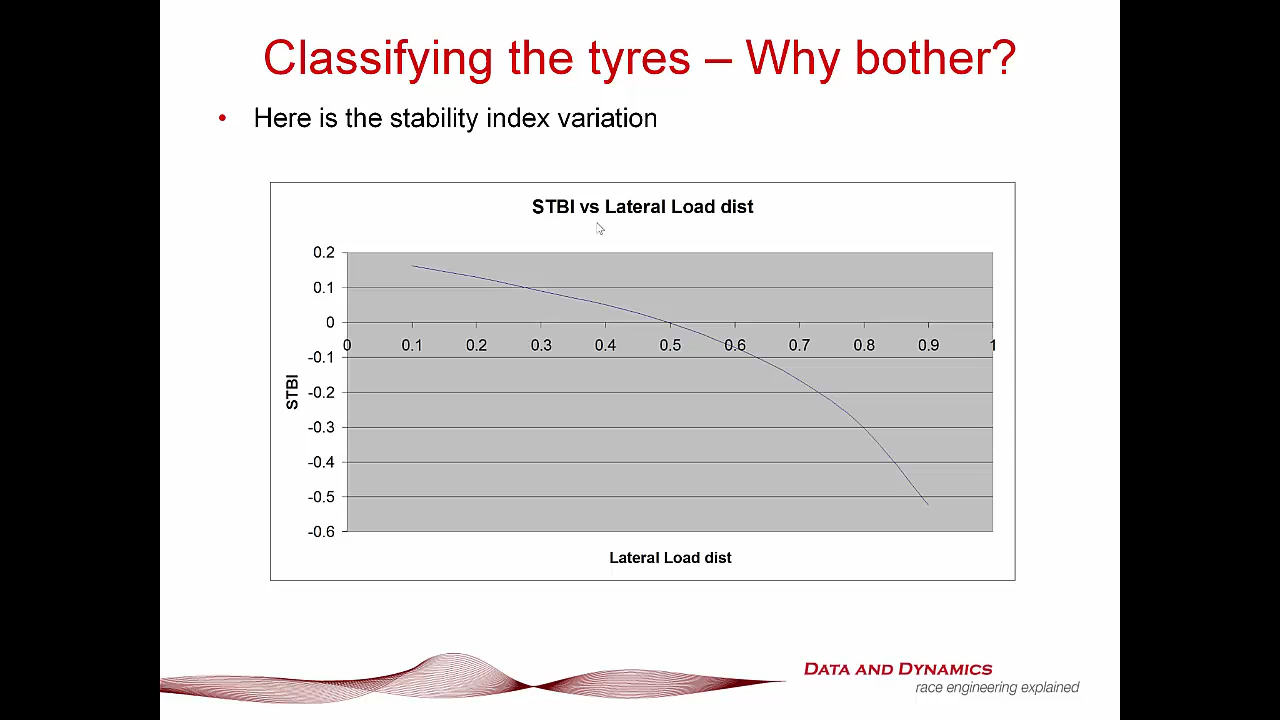 Classifying the tyres – Why bother?
• Here is the stability index variation
STBI vs Lateral Load dist
0.2
0.1
0
0 0.1 0.2 0.3 0.4 0.5 0.6 0.7 0.8 0.9 1
-0.1
-0.2
-0.3
-0.4
-0.5
-0.6
STBI
Lateral Load dist
DATA AND DYNAMICS
race engineering explained